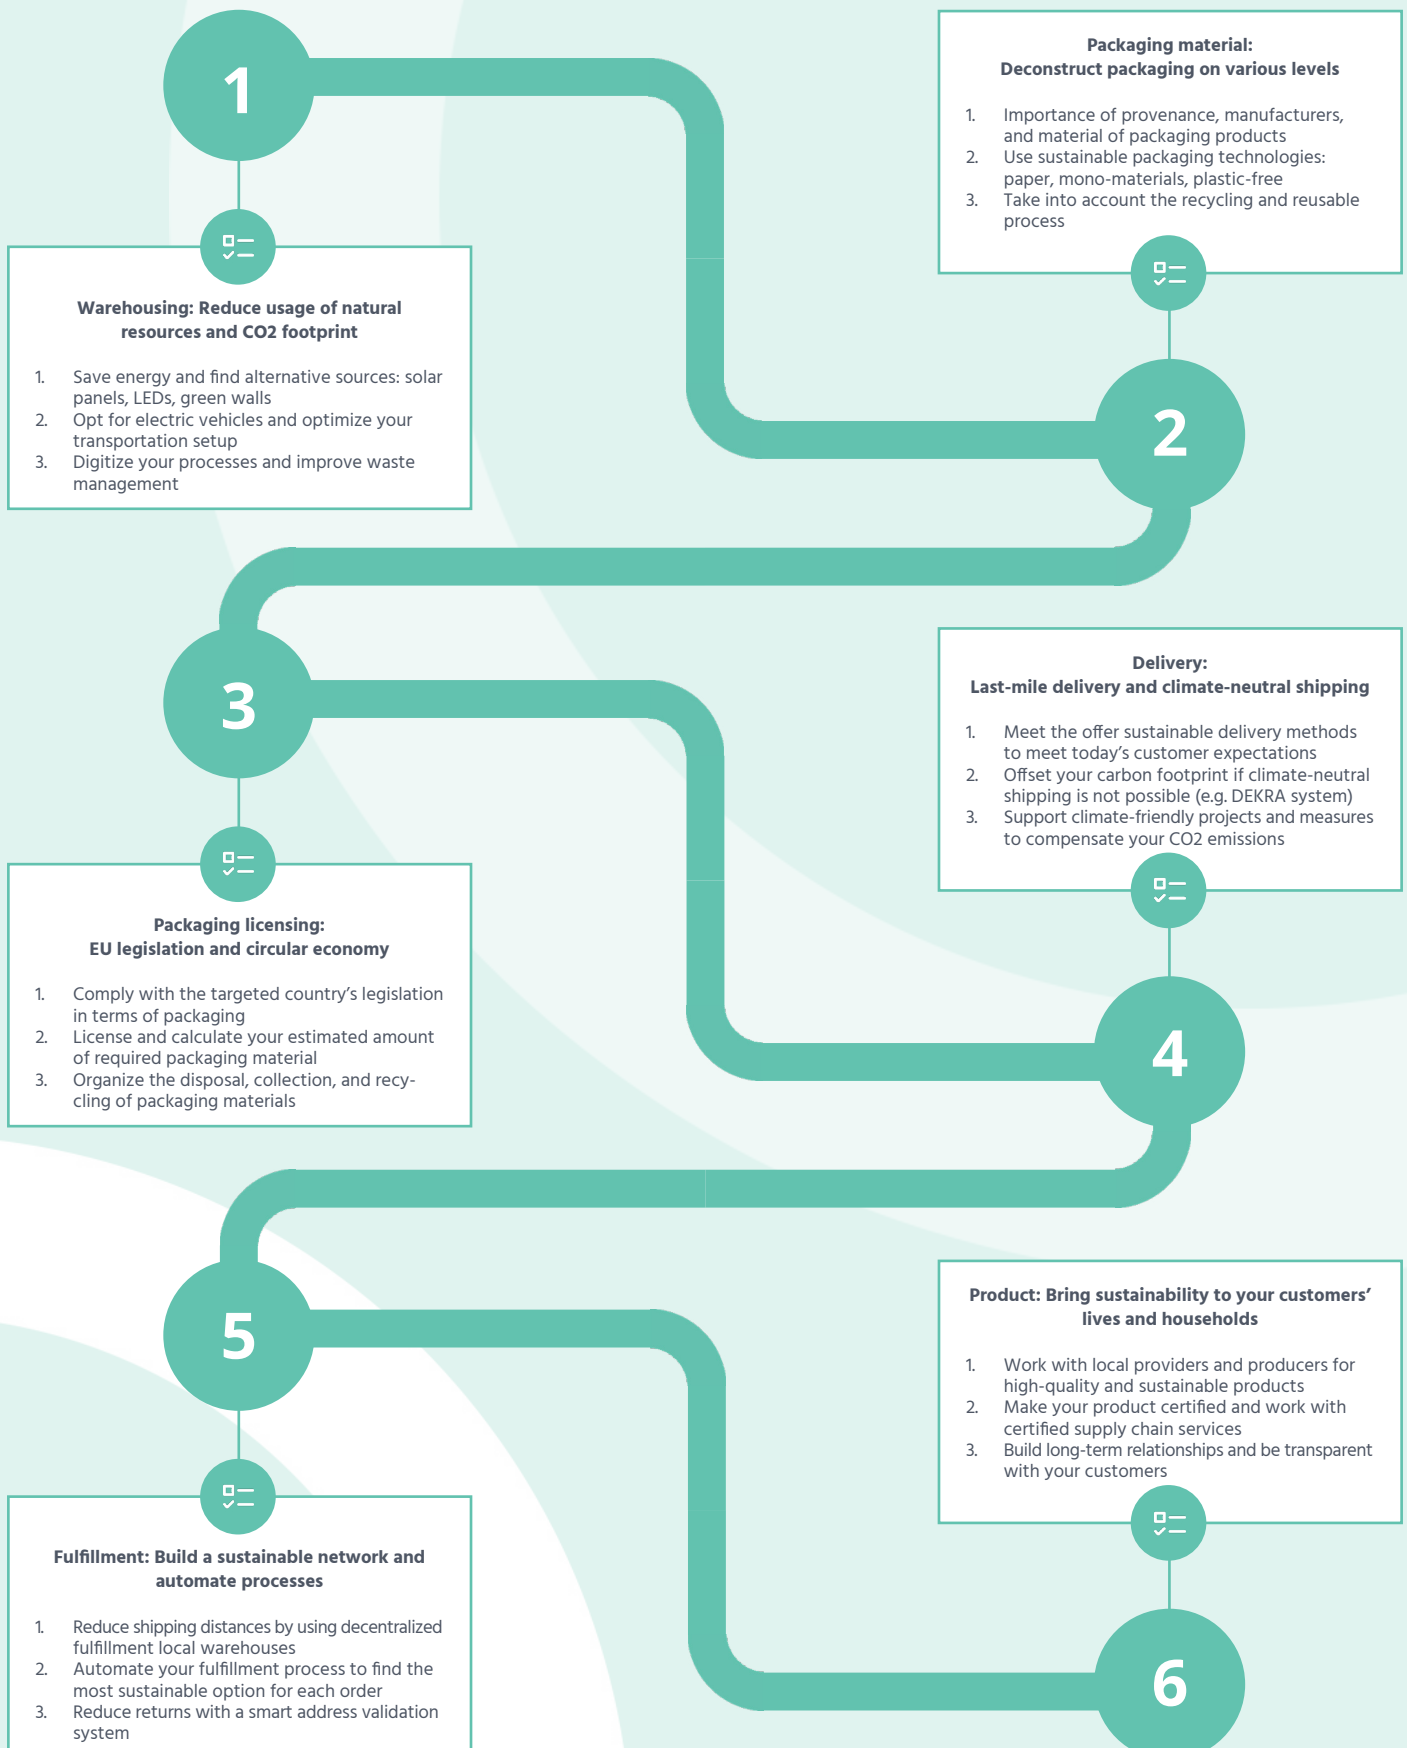 1
Warehousing: Reduce usage of natural
resources and CO2 footprint
1. Save energy and find alternative sources: solar
panels, LEDs, green walls
2. Opt for electric vehicles and optimize your
transportation setup
3. Digitize your processes and improve waste
management
Packaging material:
Deconstruct packaging on various levels
1. Importance of provenance, manufacturers,
and material of packaging products
2. Use sustainable packaging technologies:
paper, mono-materials, plastic-free
3. Take into account the recycling and reusable
process
2
3
Packaging licensing:
EU legislation and circular economy
1. Comply with the targeted country’s legislation
in terms of packaging
2. License and calculate your estimated amount
of required packaging material
3. Organize the disposal, collection, and recy-
cling of packaging materials
Delivery:
Last-mile delivery and climate-neutral shipping
1. Meet the offer sustainable delivery methods
to meet today’s customer expectations
2. Offset your carbon footprint if climate-neutral
shipping is not possible (e.g. DEKRA system)
3. Support climate-friendly projects and measures
to compensate your CO2 emissions
4
5
Fulfillment: Build a sustainable network and
automate processes
1. Reduce shipping distances by using decentralized
fulfillment local warehouses
2. Automate your fulfillment process to find the
most sustainable option for each order
3. Reduce returns with a smart address validation
system
Product: Bring sustainability to your customers’
lives and households
1. Work with local providers and producers for
high-quality and sustainable products
2. Make your product certified and work with
certified supply chain services
3. Build long-term relationships and be transparent
with your customers
6